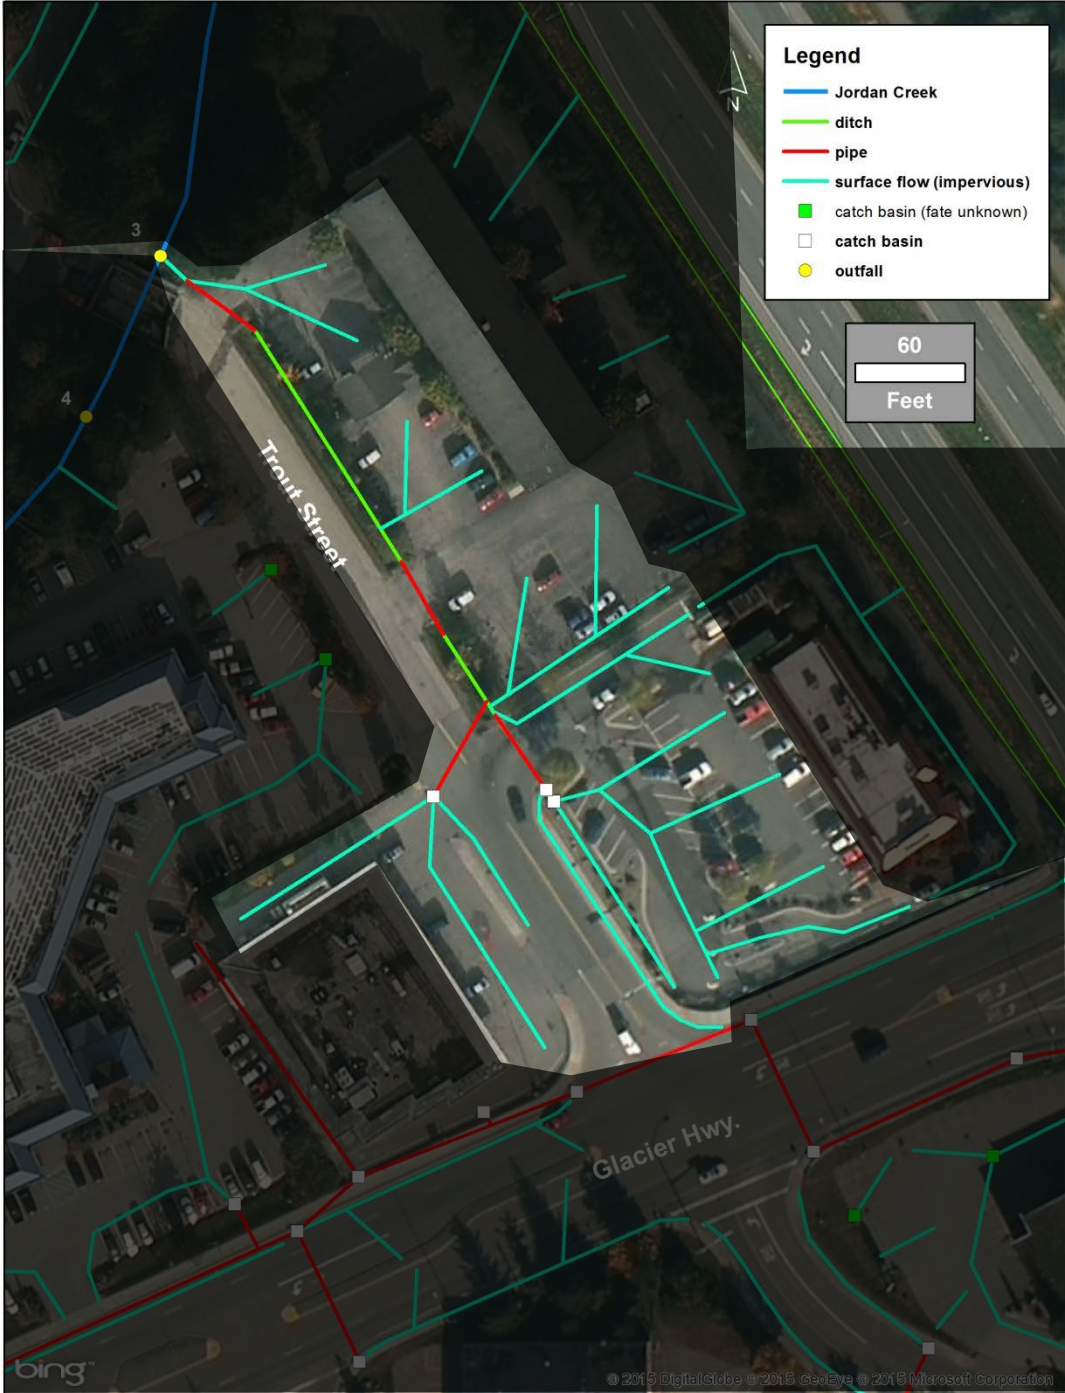 Legend
Jordan Creek
ditch
pipe
surface flow (impervious)
catch basin (fate unknown)
catch basin
outfall
N
60
Feet
3
4
Trout Street
Glacier Hwy.
bing™
© 2015 DigitalGlobe © 2015 GeoEye © 2015 Microsoft Corporation